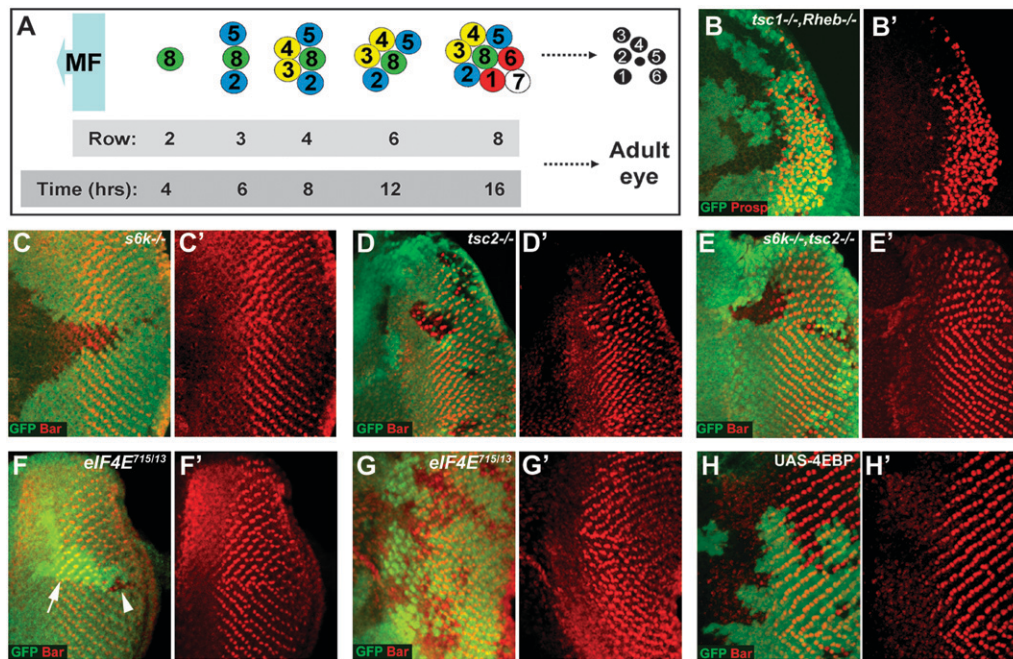 A
MF
8
5
8
2
4
3
8
5
2
4
3
8
5
2
4
3
8
5
2
6
1
7
3
4
2
5
1
6
Row: 2 3 4 6 8
Time (hrs): 4 6 8 12 16
Adult
eye
B tsc1-/-,Rheb-/-
GFP Prosp
B'
C s6k-/-
GFP Bar
C'
D tsc2-/-
GFP Bar
D'
E s6k-/-,tsc2-/-
GFP Bar
E'
F eIF4E715/13
GFP Bar
F'
G eIF4E715/13
GFP Bar
G'
H UAS-4EBP
GFP Bar
H'